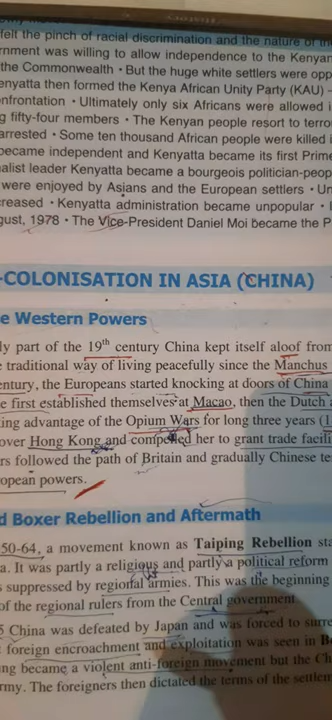 felt the pinch of racial discrimination and the nature of
rnment was willing to allow independence to the Kenyan
the Commonwealth • But the huge white settlers were opp
enyatta then formed the Kenya African Unity Party (KAU) -
nfrontation • Ultimately only six Africans were allowed i
g fifty-four members • The Kenyan people resort to terro
arrested • Some ten thousand African people were killed i
became independent and Kenyatta became its first Prime
nalist leader Kenyatta became a bourgeois politician-peop
were enjoyed by Asians and the European settlers • Un
creased • Kenyatta administration became unpopular •
gust, 1978 • The Vice-President Daniel Moi became the P
-COLONISATION IN ASIA (CHINA)
e Western Powers
ly part of the 19th century China kept itself aloof from
e traditional way of living peacefully since the Manchus
entury, the Europeans started knocking at doors of China
e first established themselves at Macao, then the Dutch
ing advantage of the Opium Wars for long three years (1
over Hong Kong and compelled her to grant trade facili
rs followed the path of Britain and gradually Chinese te
opean powers.
d Boxer Rebellion and Aftermath
50-64, a movement known as Taiping Rebellion sta
a. It was partly a religious and partly a political reform
s suppressed by regional armies. This was the beginning
of the regional rulers from the Central government.
5 China was defeated by Japan and was forced to surre
foreign encroachment and exploitation was seen in Bo
ng became a violent anti-foreign movement but the Ch
rmy. The foreigners then dictated the terms of the settlem